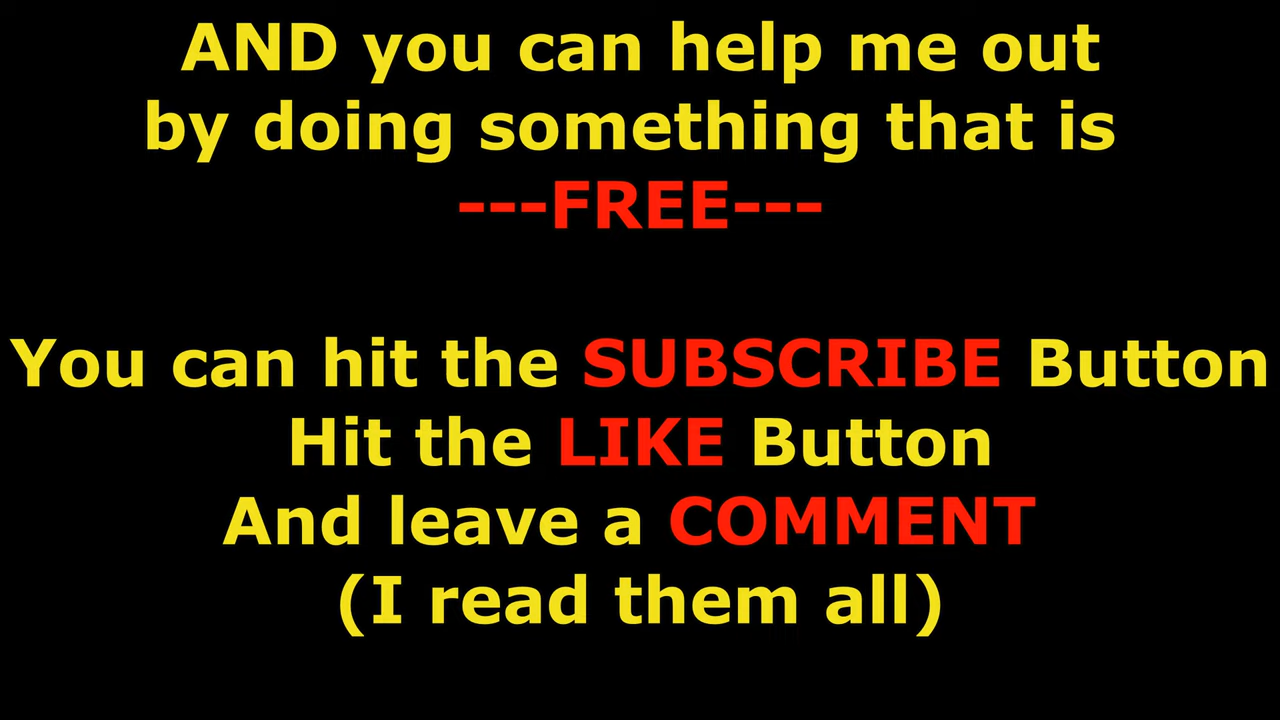 AND you can help me out
by doing something that is
---FREE---
You can hit the SUBSCRIBE Button
Hit the LIKE Button
And leave a COMMENT
(I read them all)